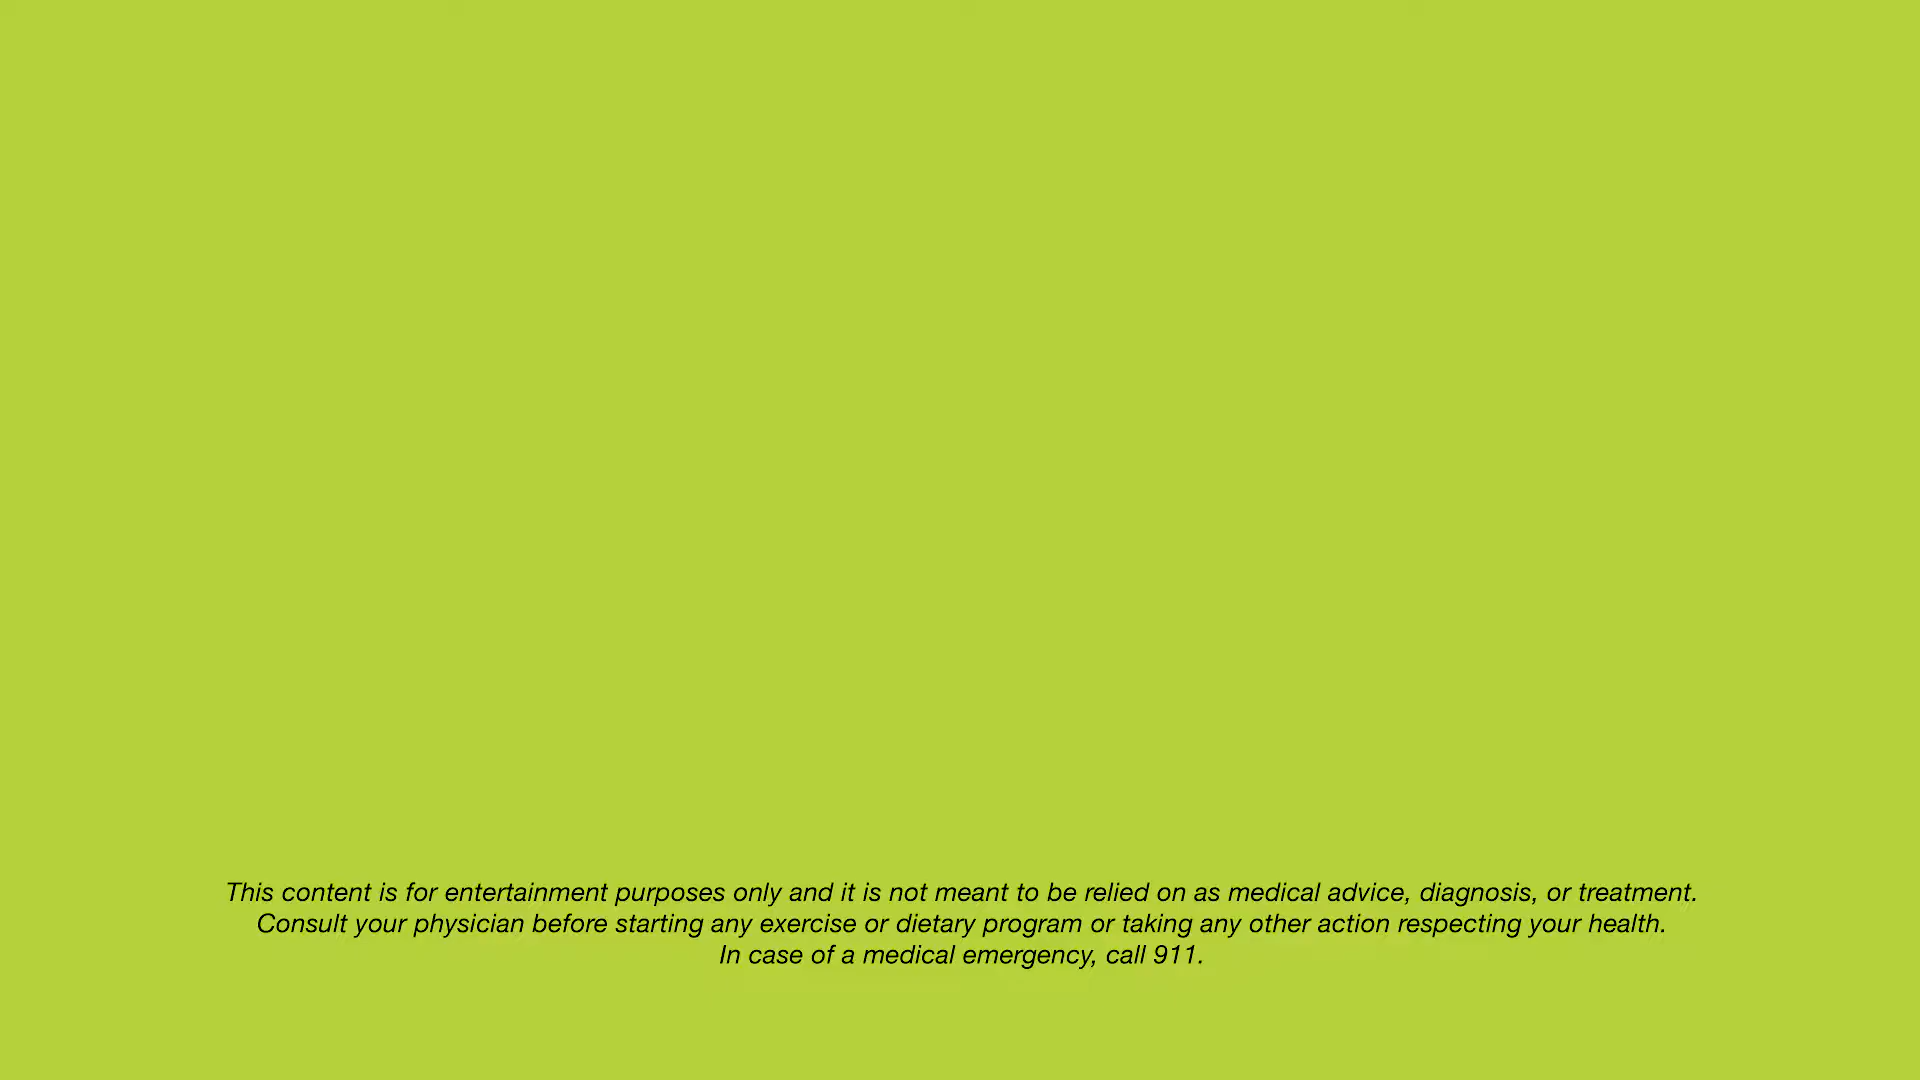 This content is for entertainment purposes only and it is not meant to be relied on as medical advice, diagnosis, or treatment.
Consult your physician before starting any exercise or dietary program or taking any other action respecting your health.
In case of a medical emergency, call 911.